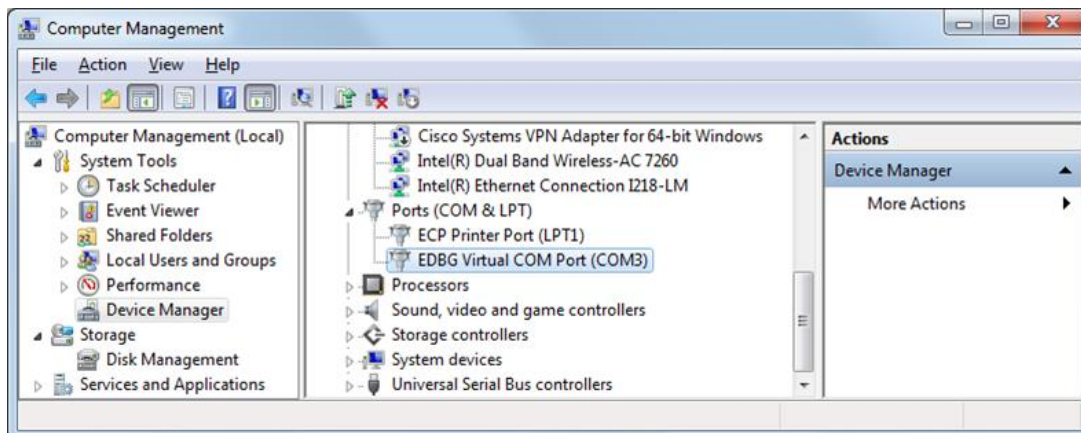 Computer Management
File Action View Help
Computer Management (Local)
System Tools
Task Scheduler
Event Viewer
Shared Folders
Local Users and Groups
Performance
Device Manager
Storage
Disk Management
Services and Applications
Cisco Systems VPN Adapter for 64-bit Windows
Intel(R) Dual Band Wireless-AC 7260
Intel(R) Ethernet Connection I218-LM
Ports (COM & LPT)
ECP Printer Port (LPT1)
EDBG Virtual COM Port (COM3)
Processors
Sound, video and game controllers
Storage controllers
System devices
Universal Serial Bus controllers
Actions
Device Manager
More Actions